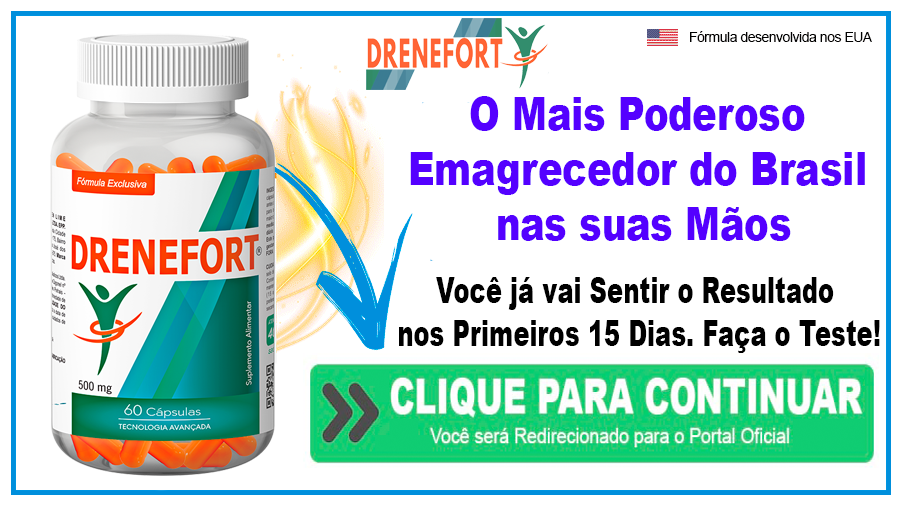 DRENEFORT
Fórmula desenvolvida nos EUA
O Mais Poderoso
Emagrecedor do Brasil
nas suas Mãos
Você já vai Sentir o Resultado
nos Primeiros 15 Dias. Faça o Teste!
CLIQUE PARA CONTINUAR
Você será Redirecionado para o Portal Oficial
Fórmula Exclusiva
DRENEFORT®
Suplemento Alimentar
500 mg
60 Cápsulas
TECNOLOGIA AVANÇADA